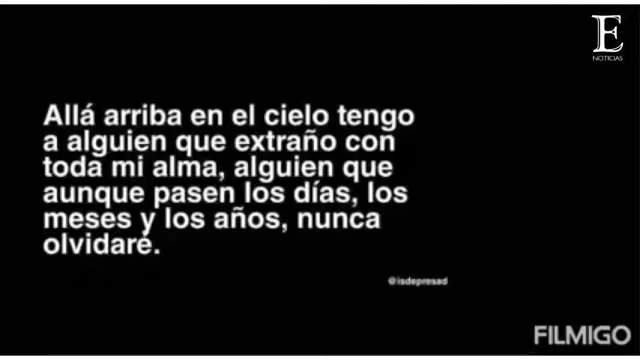 E
NOTICIAS
Allá arriba en el cielo tengo
a alguien que extraño con
toda mi alma, alguien que
aunque pasen los días, los
meses y los años, nunca
olvidaré.
@isdepresad
FILMIGO